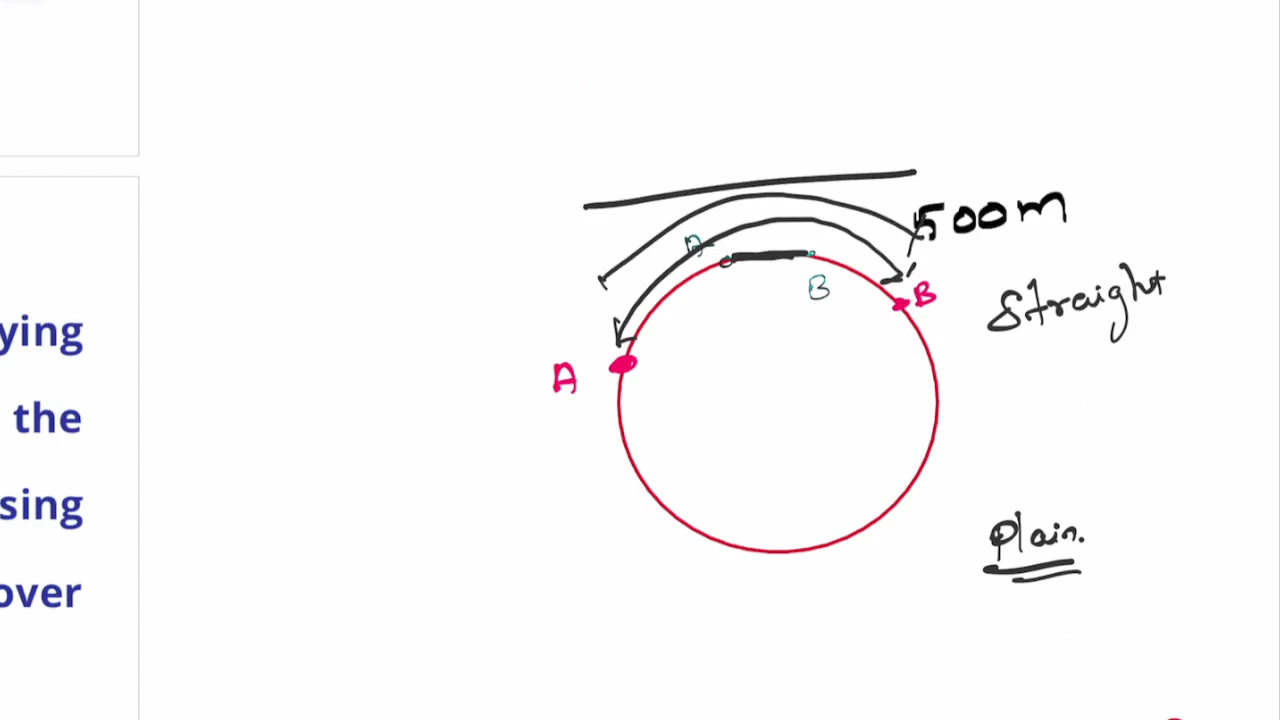 ying
the
sing
over
500m
A
B
B
A
Straight
Plain.